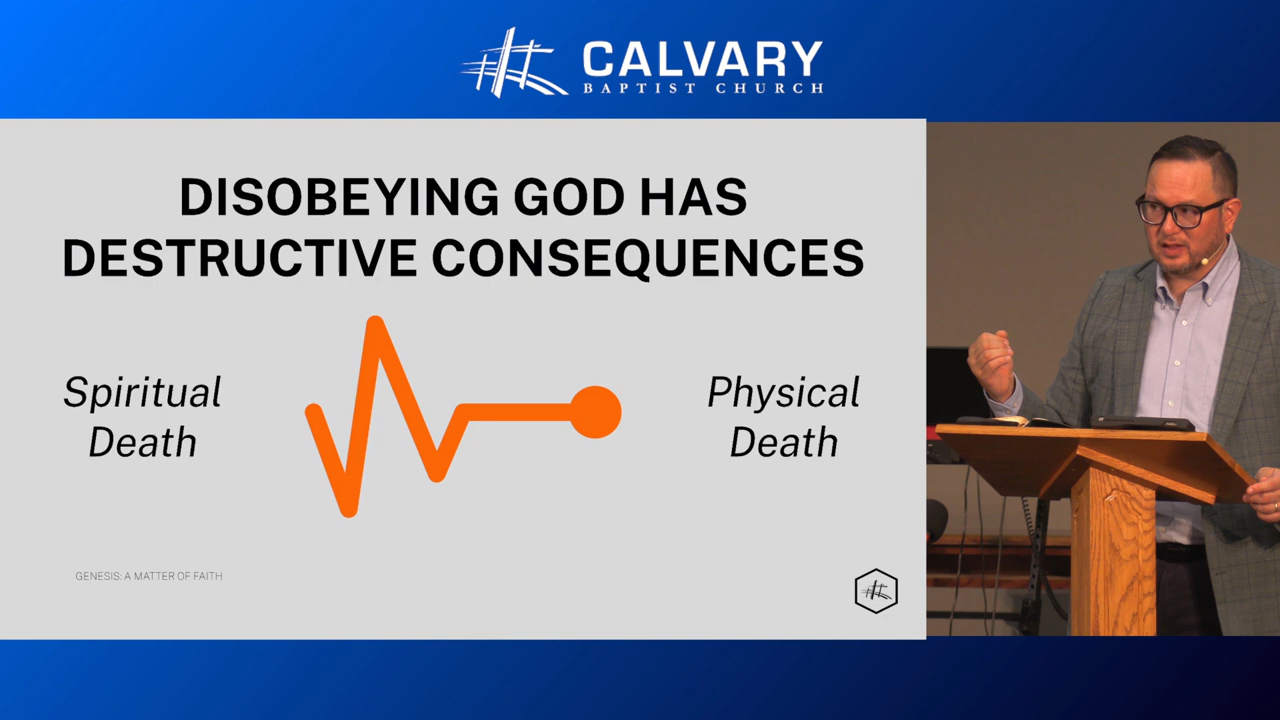 CALVARY
BAPTIST CHURCH
DISOBEYING GOD HAS
DESTRUCTIVE CONSEQUENCES
Spiritual
Death
Physical
Death
GENESIS: A MATTER OF FAITH